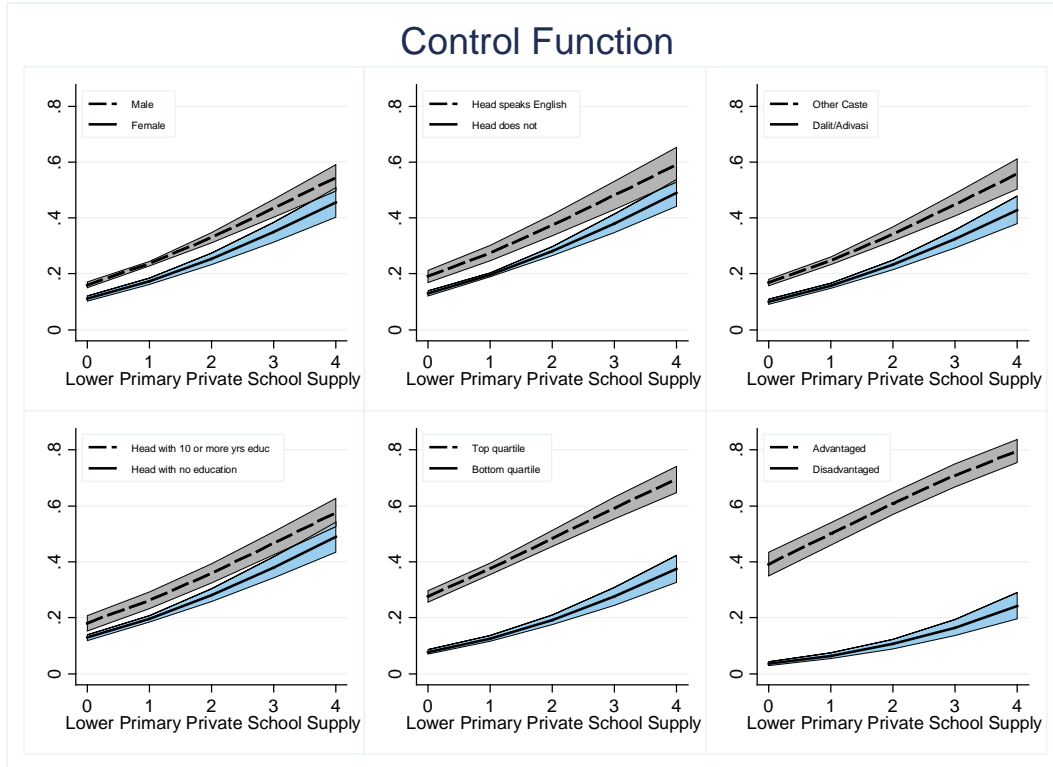 Control Function
Male
Female
0 .2 .4 .6 .8
0 1 2 3 4
Lower Primary Private School Supply
Head speaks English
Head does not
0 .2 .4 .6 .8
0 1 2 3 4
Lower Primary Private School Supply
Other Caste
Dalit/Adivasi
0 .2 .4 .6 .8
0 1 2 3 4
Lower Primary Private School Supply
Head with 10 or more yrs educ
Head with no education
0 .2 .4 .6 .8
0 1 2 3 4
Lower Primary Private School Supply
Top quartile
Bottom quartile
0 .2 .4 .6 .8
0 1 2 3 4
Lower Primary Private School Supply
Advantaged
Disadvantaged
0 .2 .4 .6 .8
0 1 2 3 4
Lower Primary Private School Supply